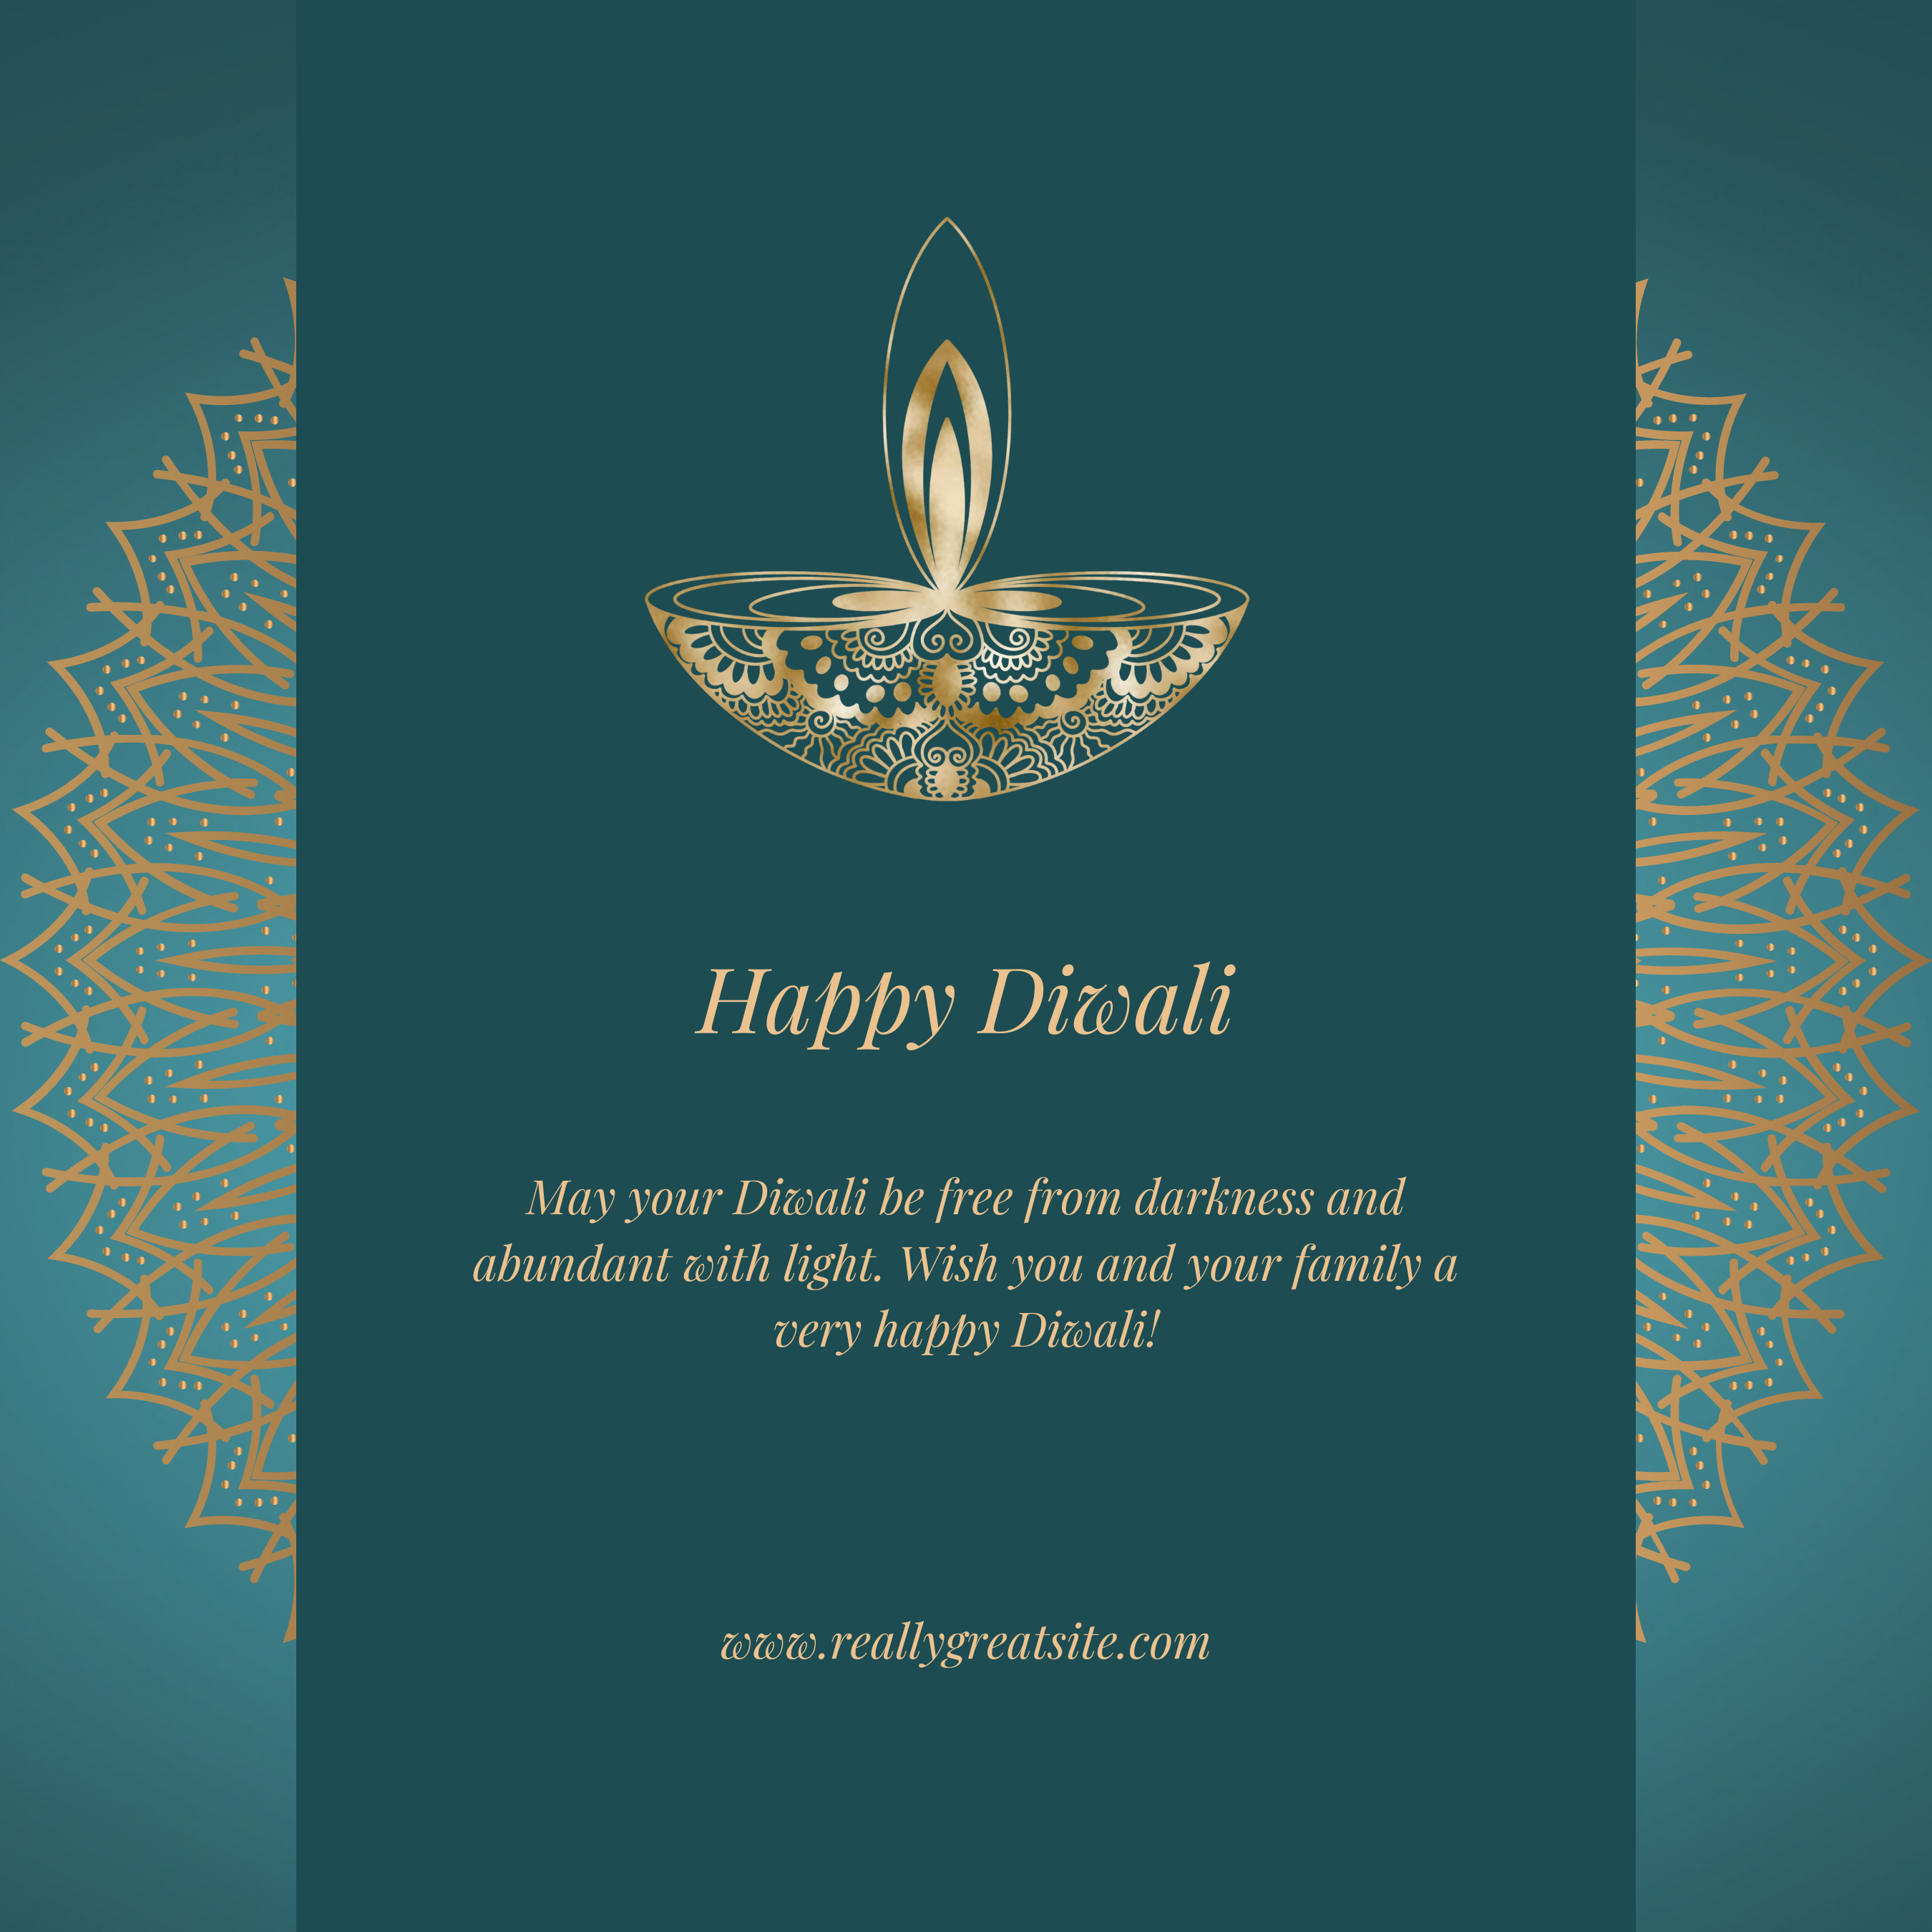 Happy Diwali
May your Diwali be free from darkness and
abundant with light. Wish you and your family a
very happy Diwali!
www.reallygreatsite.com